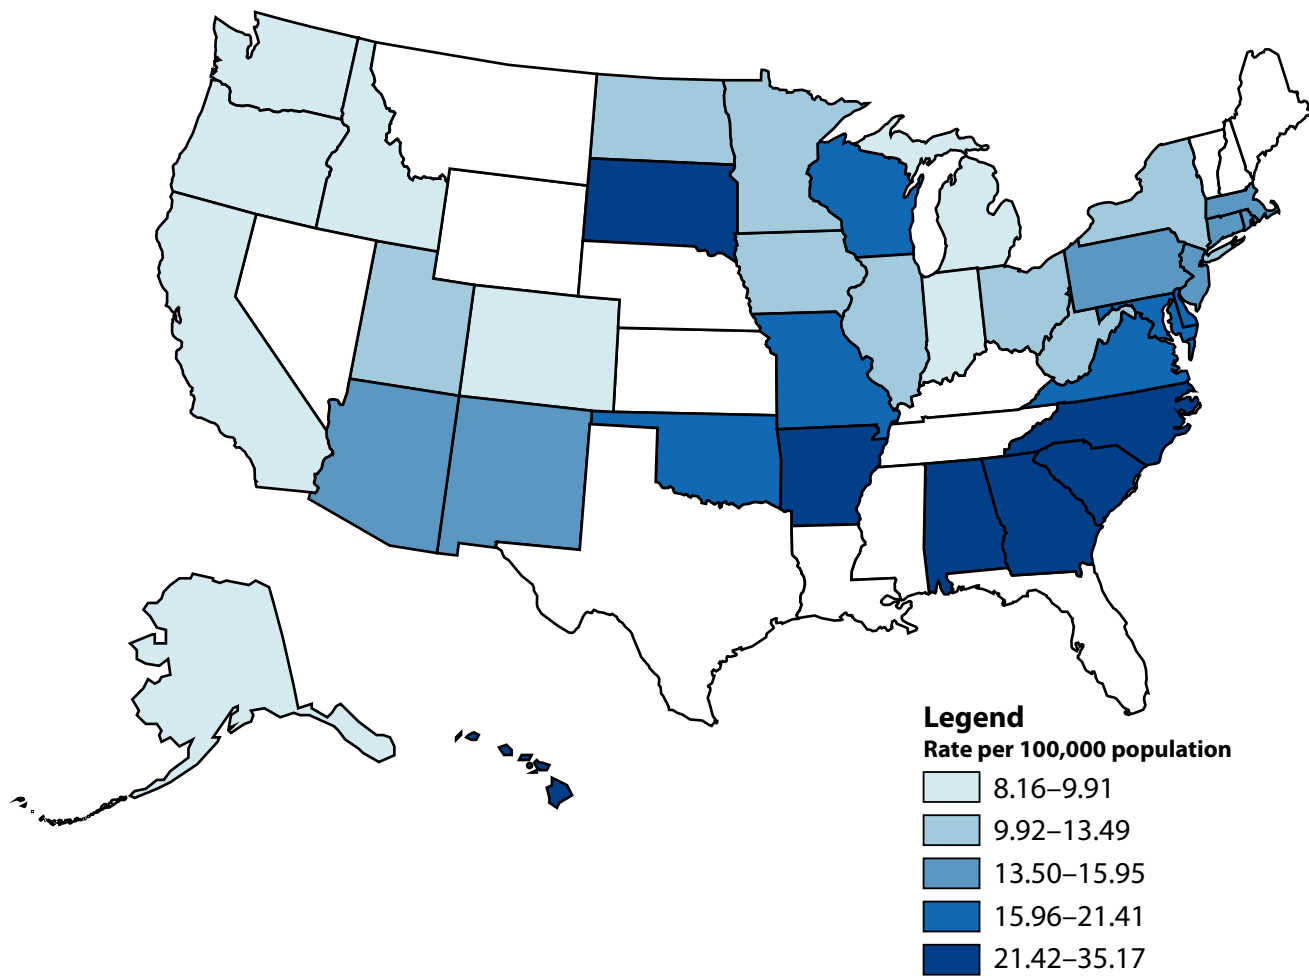 Legend
Rate per 100,000 population
8.16–9.91
9.92–13.49
13.50–15.95
15.96–21.41
21.42–35.17